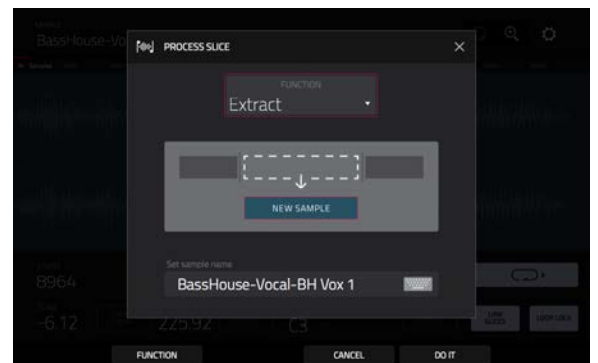 BassHouse-Vo
PROCESS SLICE
FUNCTION
Extract
NEW SAMPLE
Set sample name
BassHouse-Vocal-BH Vox 1
8964
-6.12
225.92
C3
LOOP LOCK
FUNCTION
CANCEL
DO IT